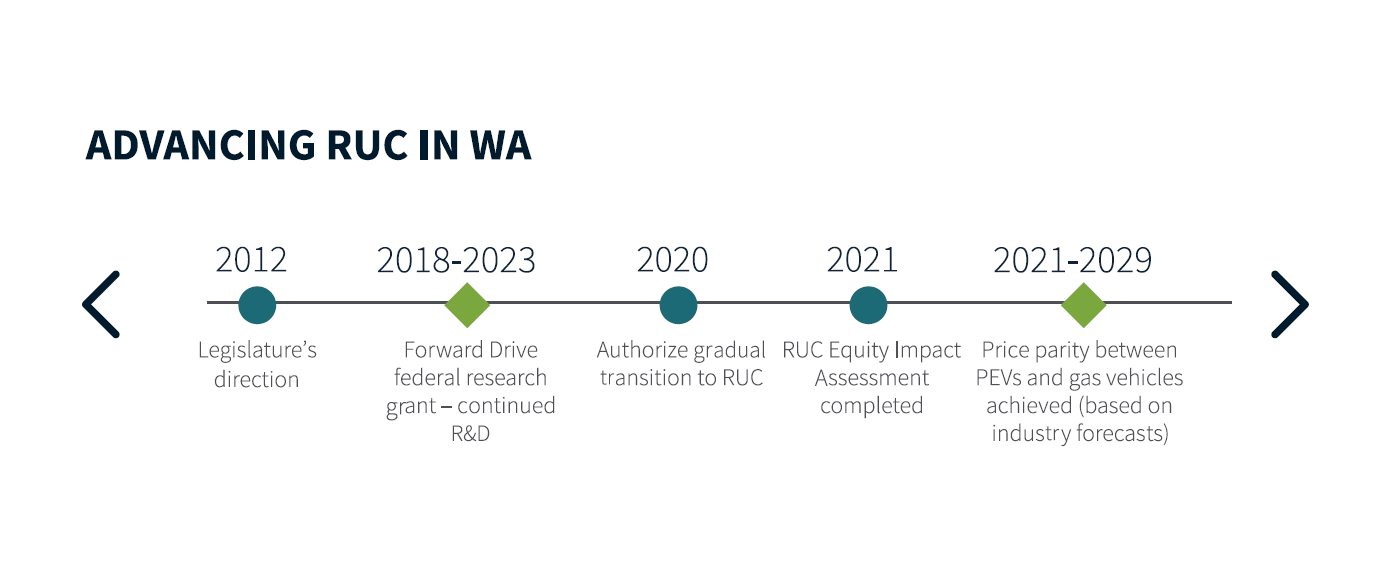 ADVANCING RUC IN WA
2012
Legislature’s
direction
2018-2023
Forward Drive
federal research
grant – continued
R&D
2020
Authorize gradual
transition to RUC
2021
RUC Equity Impact
Assessment
completed
2021-2029
Price parity between
PEVs and gas vehicles
achieved (based on
industry forecasts)